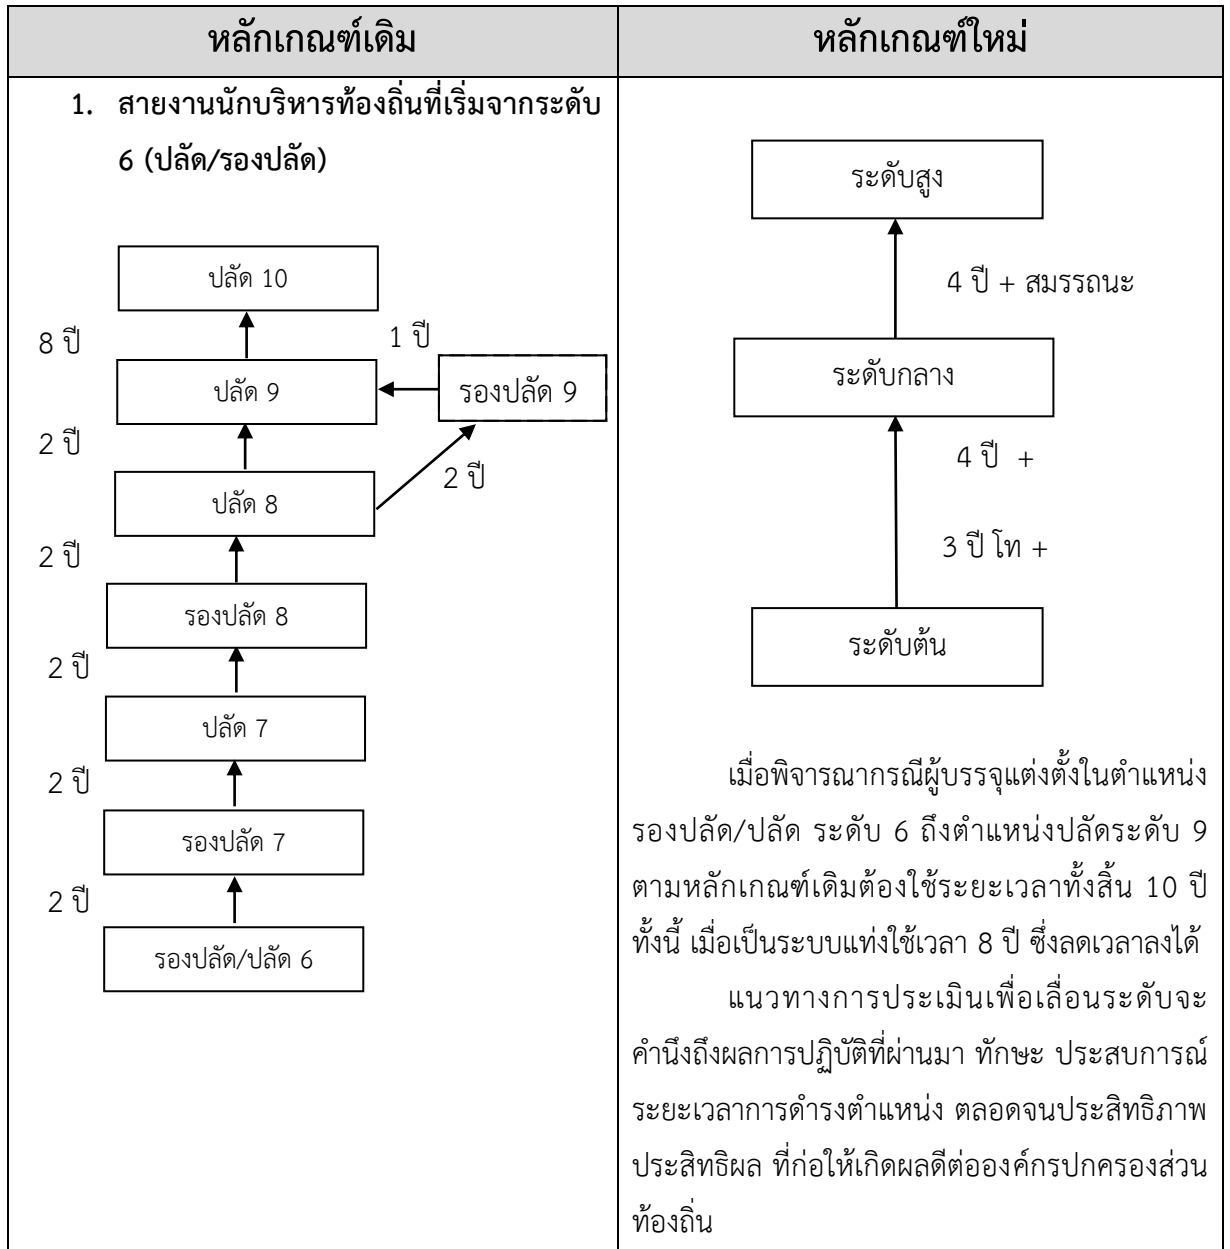 หลักเกณฑ์เดิม
หลักเกณฑ์ใหม่
1. สายงานนักบริหารท้องถิ่นที่เริ่มจากระดับ
6 (ปลัด/รองปลัด)
ปลัด 10
8 ปี
1 ปี
ปลัด 9
รองปลัด 9
2 ปี
2 ปี
ปลัด 8
2 ปี
รองปลัด 8
2 ปี
ปลัด 7
2 ปี
รองปลัด 7
2 ปี
รองปลัด/ปลัด 6
ระดับสูง
4 ปี + สมรรถนะ
ระดับกลาง
4 ปี +
3 ปี โท +
ระดับต้น
เมื่อพิจารณากรณีผู้บรรจุแต่งตั้งในตำแหน่ง
รองปลัด/ปลัด ระดับ 6 ถึงตำแหน่งปลัดระดับ 9
ตามหลักเกณฑ์เดิมต้องใช้ระยะเวลาทั้งสิ้น 10 ปี
ทั้งนี้ เมื่อเป็นระบบแท่งใช้เวลา 8 ปี ซึ่งลดเวลาลงได้
แนวทางการประเมินเพื่อเลื่อนระดับจะ
คำนึงถึงผลการปฏิบัติที่ผ่านมา ทักษะ ประสบการณ์
ระยะเวลาการดำรงตำแหน่ง ตลอดจนประสิทธิภาพ
ประสิทธิผล ที่ก่อให้เกิดผลดีต่อองค์กรปกครองส่วน
ท้องถิ่น